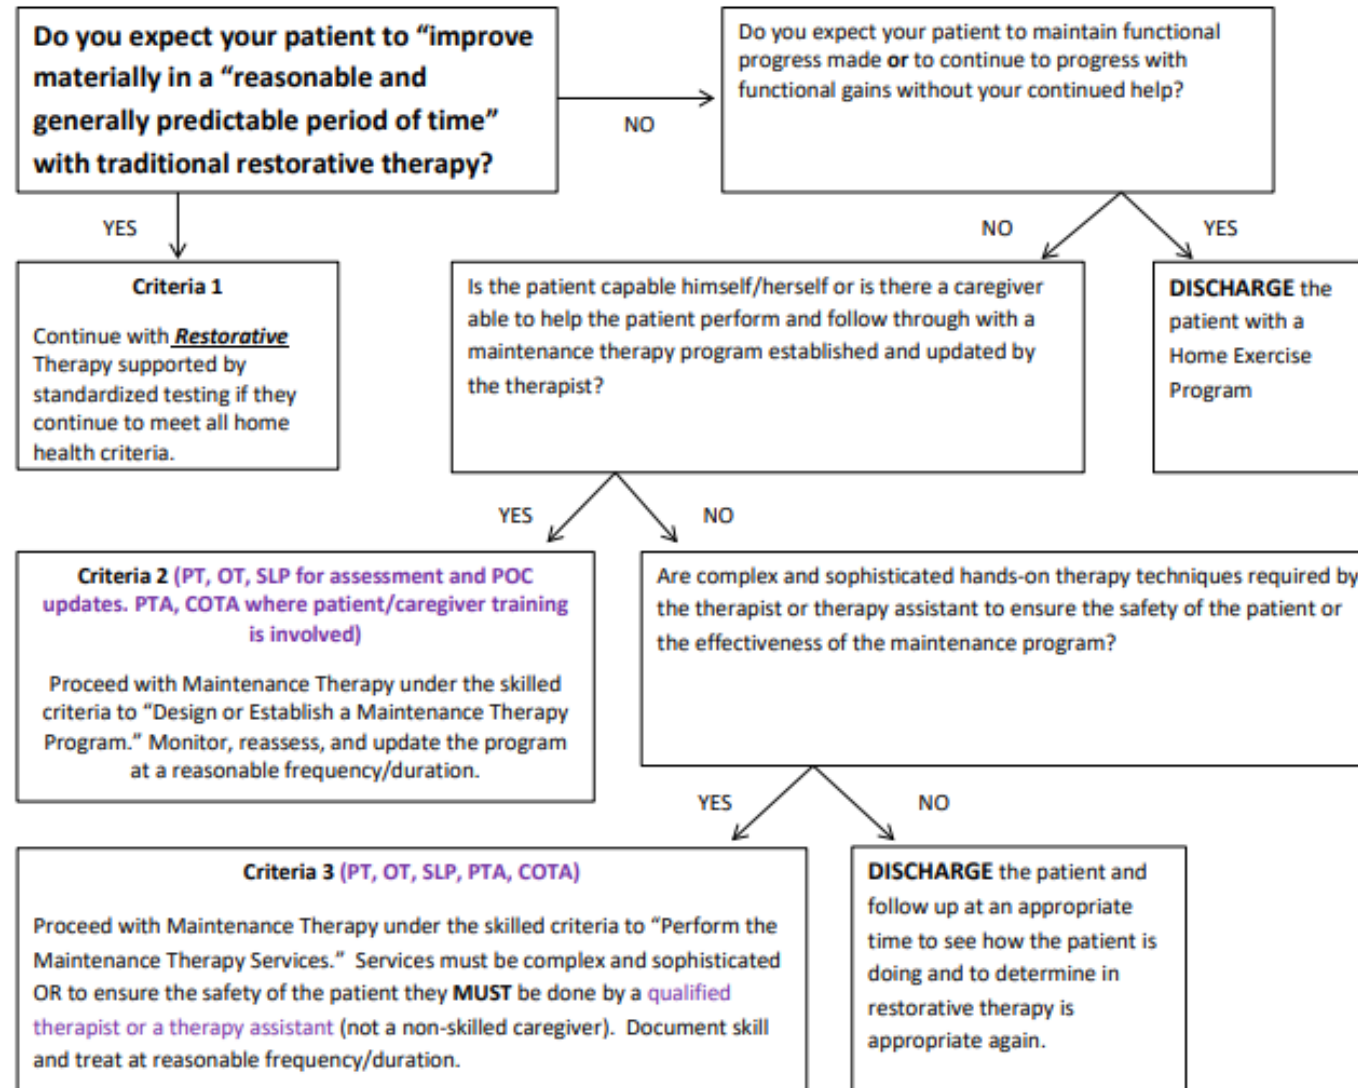 Do you expect your patient to “improve
materially in a “reasonable and
generally predictable period of time”
with traditional restorative therapy?
NO
Do you expect your patient to maintain functional
progress made or to continue to progress with
functional gains without your continued help?
YES
NO
YES
Criteria 1
Continue with Restorative
Therapy supported by
standardized testing if they
continue to meet all home
health criteria.
Is the patient capable himself/herself or is there a caregiver
able to help the patient perform and follow through with a
maintenance therapy program established and updated by
the therapist?
DISCHARGE the
patient with a
Home Exercise
Program
YES
NO
Criteria 2 (PT, OT, SLP for assessment and POC
updates. PTA, COTA where patient/caregiver training
is involved)
Proceed with Maintenance Therapy under the skilled
criteria to “Design or Establish a Maintenance Therapy
Program.” Monitor, reassess, and update the program
at a reasonable frequency/duration.
Are complex and sophisticated hands-on therapy techniques required by
the therapist or therapy assistant to ensure the safety of the patient or
the effectiveness of the maintenance program?
YES
NO
Criteria 3 (PT, OT, SLP, PTA, COTA)
Proceed with Maintenance Therapy under the skilled criteria to “Perform the
Maintenance Therapy Services.” Services must be complex and sophisticated
OR to ensure the safety of the patient they MUST be done by a qualified
therapist or a therapy assistant (not a non-skilled caregiver). Document skill
and treat at reasonable frequency/duration.
DISCHARGE the patient and
follow up at an appropriate
time to see how the patient is
doing and to determine in
restorative therapy is
appropriate again.